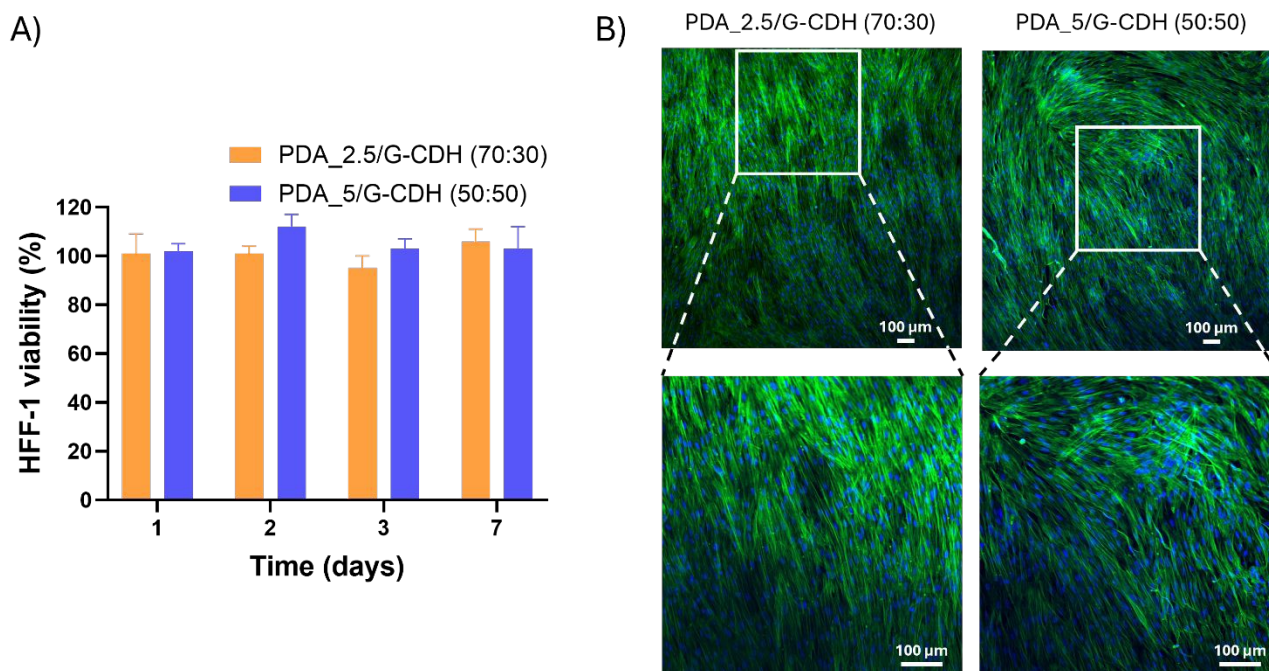 A)
PDA_2.5/G-CDH (70:30)
PDA_5/G-CDH (50:50)
HFF-1 viability (%)
120
100
80
60
40
20
0
1 2 3 7
Time (days)
B)
PDA_2.5/G-CDH (70:30) PDA_5/G-CDH (50:50)
100 µm 100 µm
100 µm 100 µm